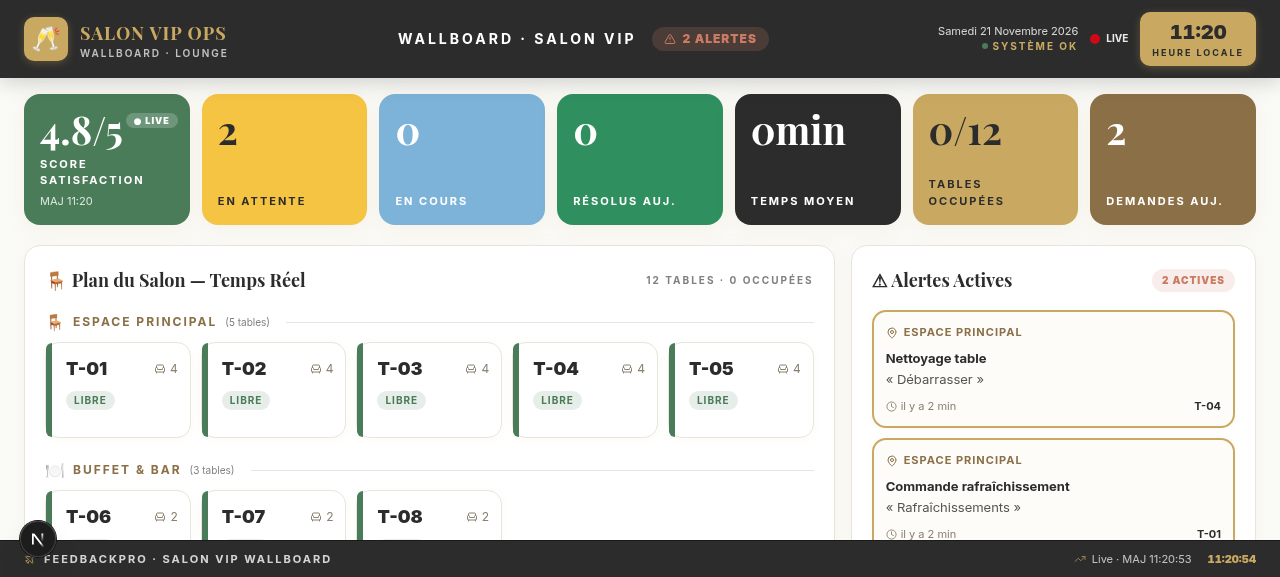 SALON VIP OPS
WALLBOARD · LOUNGE
WALLBOARD · SALON VIP
2 ALERTES
Samedi 21 Novembre 2026
SYSTÈME OK
LIVE
11:20
HEURE LOCALE
4.8/5
LIVE
SCORE
SATISFACTION
MAJ 11:20
2
EN ATTENTE
0
EN COURS
0
RÉSOLUS AUJ.
0min
TEMPS MOYEN
0/12
TABLES
OCCUPÉES
2
DEMANDES AUJ.
Plan du Salon — Temps Réel
12 TABLES · 0 OCCUPÉES
ESPACE PRINCIPAL (5 tables)
T-01 4
LIBRE
T-02 4
LIBRE
T-03 4
LIBRE
T-04 4
LIBRE
T-05 4
LIBRE
BUFFET & BAR (3 tables)
T-06 2
T-07 2
T-08 2
Alertes Actives
2 ACTIVES
ESPACE PRINCIPAL
Nettoyage table
« Débarrasser »
il y a 2 min T-04
ESPACE PRINCIPAL
Commande rafraîchissement
« Rafraîchissements »
il y a 2 min T-01
N
FEEDBACKPRO · SALON VIP WALLBOARD
Live · MAJ 11:20:53
11:20:54